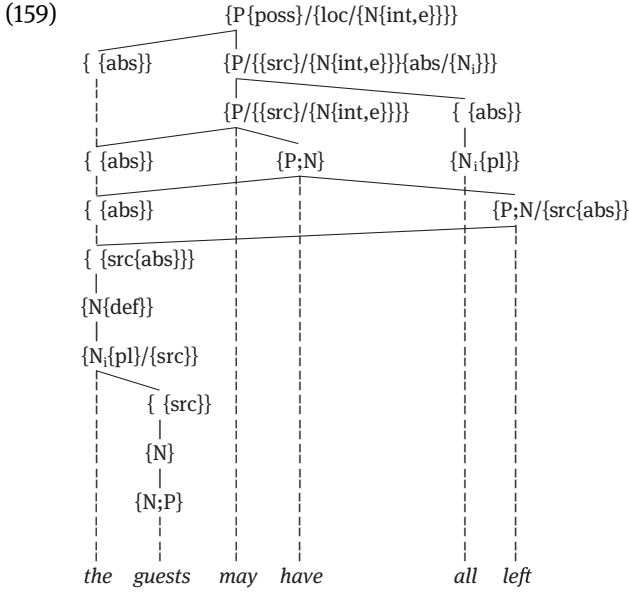 (159) {P{poss}/{loc/{N{int,e}}}}
{ {abs}} {P/{{src}/{N{int,e}}}{abs/{Nᵢ}}}
{P/{{src}/{N{int,e}}}} { {abs}}
{ {abs}} {P;N} {Nᵢ{pl}}
{ {abs}} {P;N/{src{abs}}
{ {src{abs}}}
{N{def}}
{Nᵢ{pl}/{src}}
{ {src}}
{N}
{N;P}
the guests may have all left